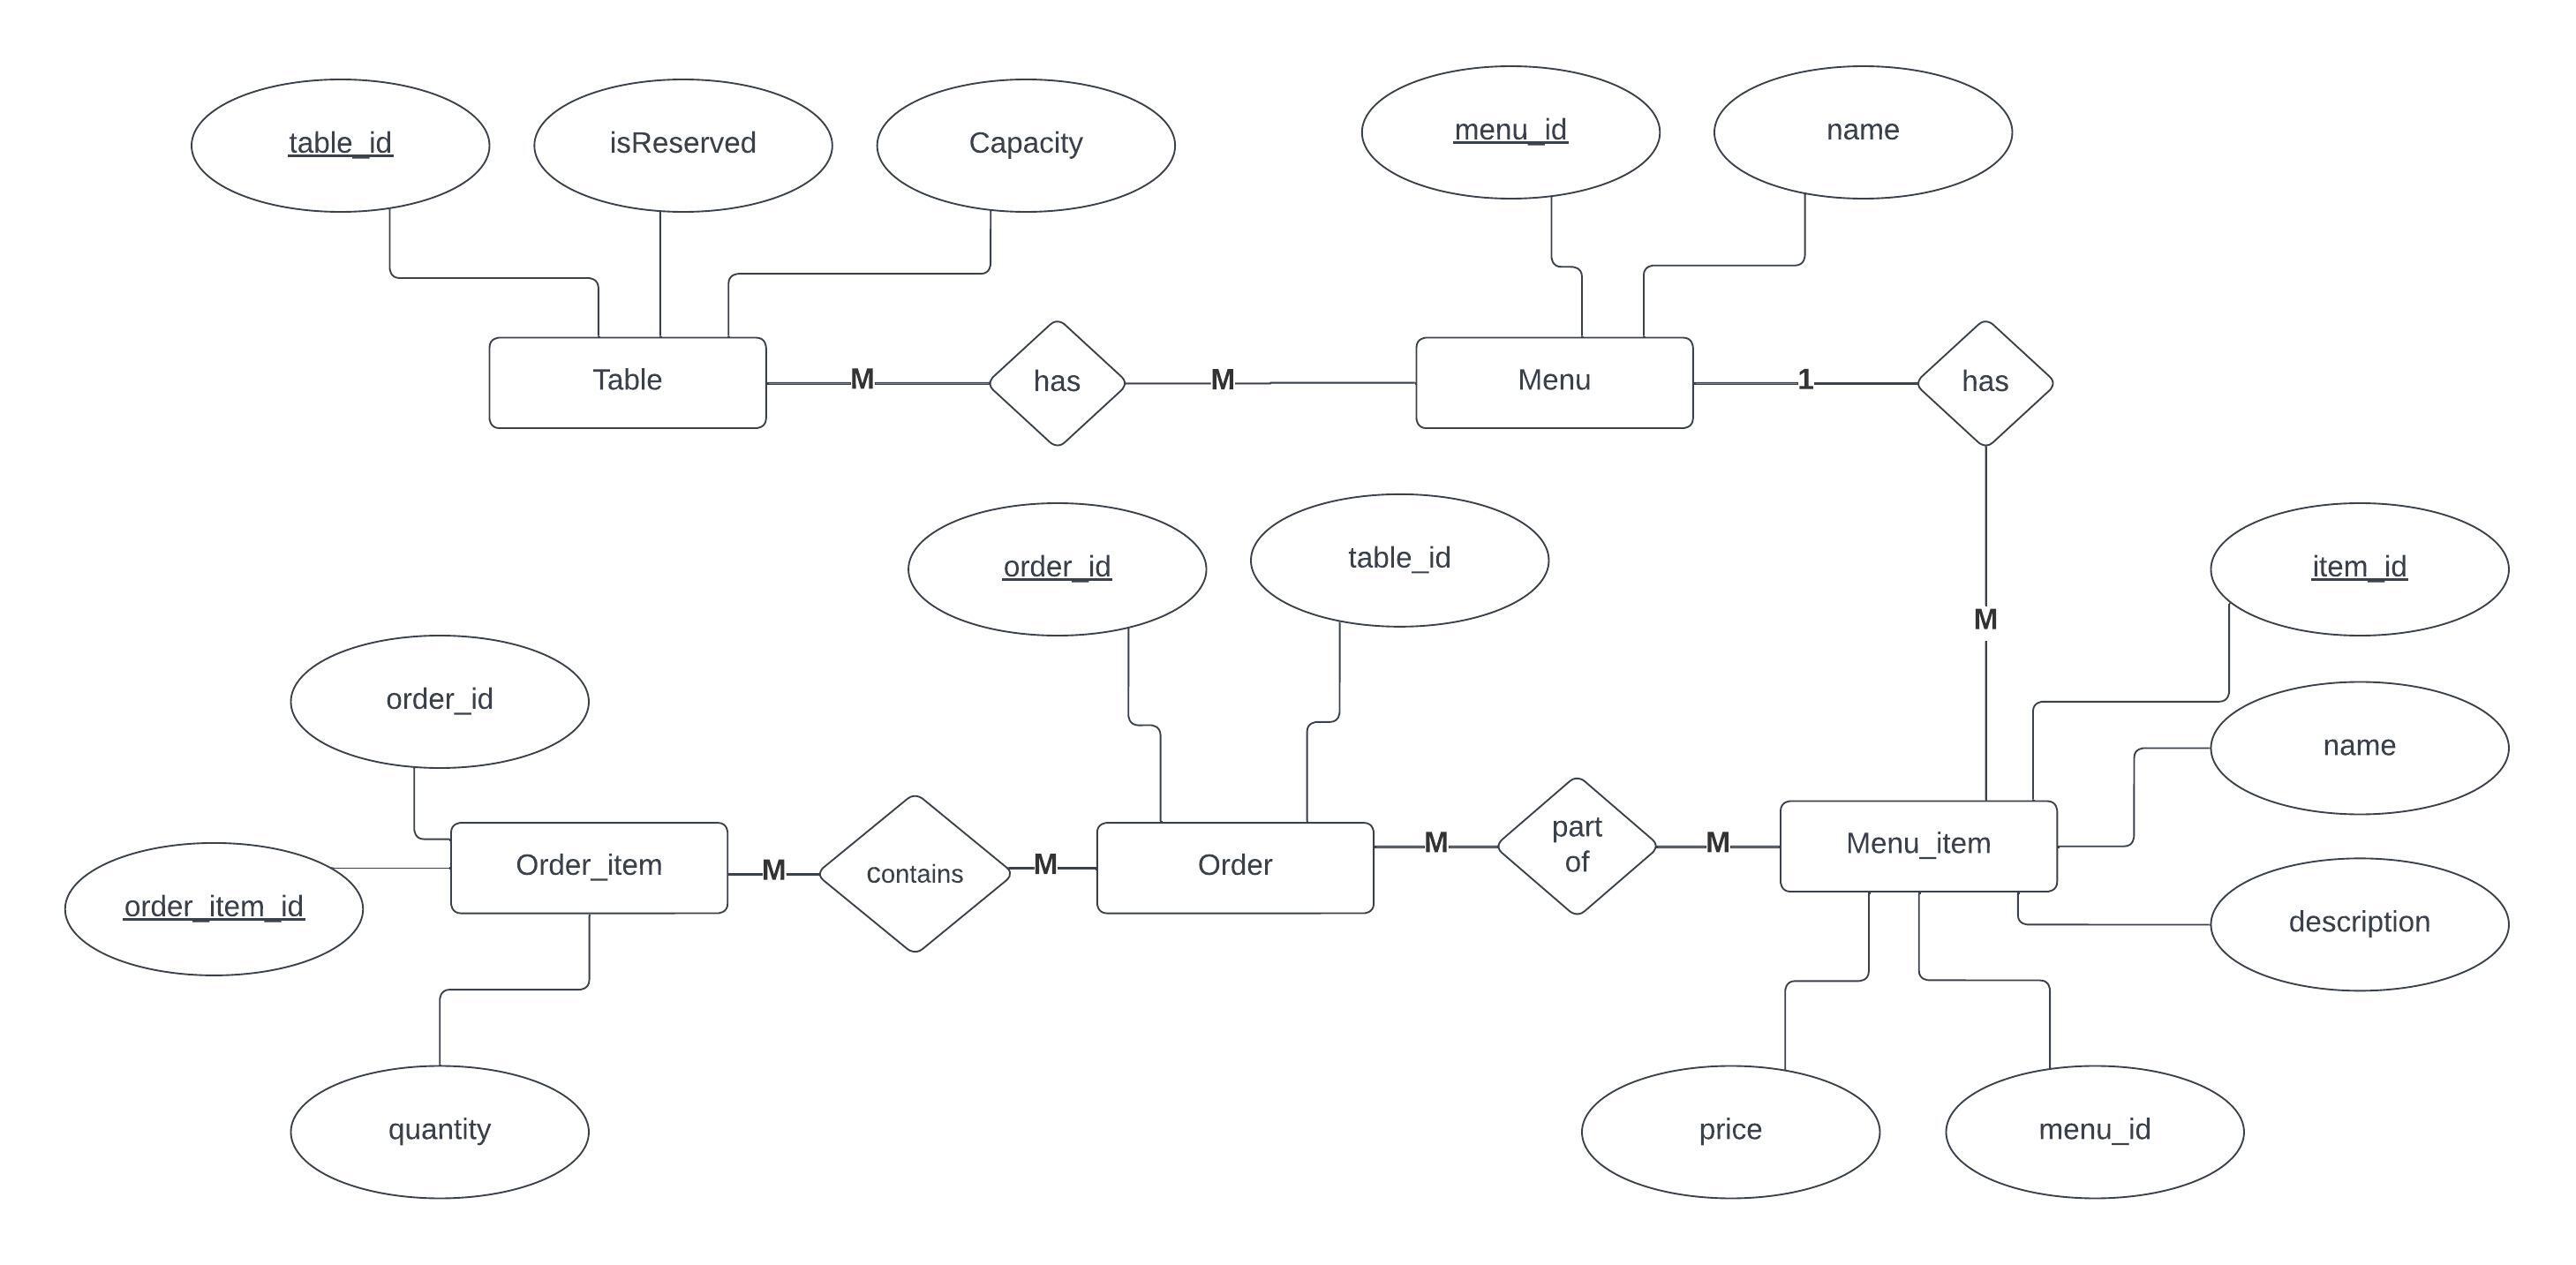 table_id
isReserved
Capacity
menu_id
name
Table
M
has
M
Menu
1
has
order_id
table_id
item_id
M
order_id
name
Order_item
M
contains
M
Order
M
part
of
M
Menu_item
order_item_id
description
quantity
price
menu_id